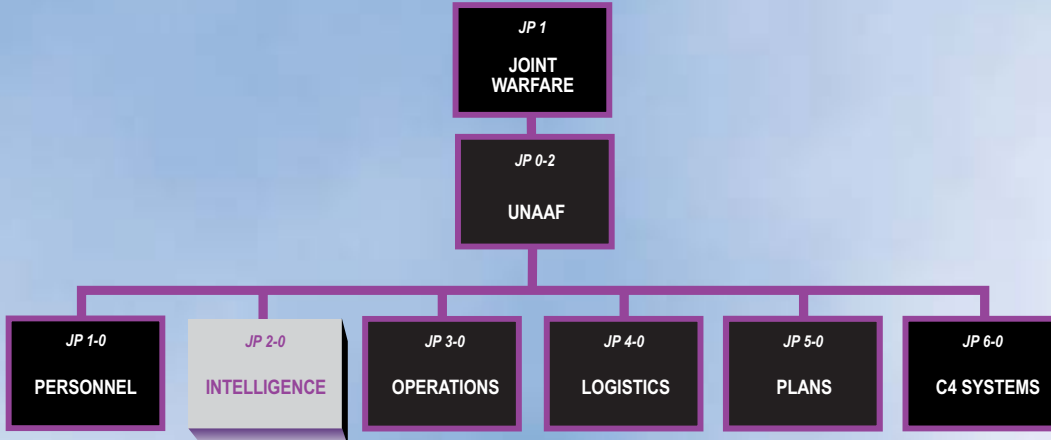 JP 1
JOINT
WARFARE
JP 0-2
UNAAF
JP 1-0
PERSONNEL
JP 2-0
INTELLIGENCE
JP 3-0
OPERATIONS
JP 4-0
LOGISTICS
JP 5-0
PLANS
JP 6-0
C4 SYSTEMS